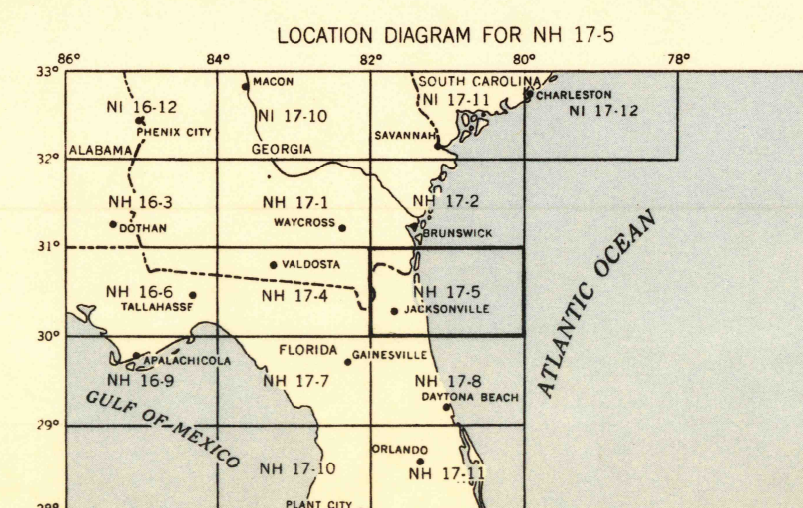 LOCATION DIAGRAM FOR NH 17-5
86° 84° 82° 80° 78°
33°
MACON
SOUTH CAROLINA
NI 16-12
NI 17-11
CHARLESTON
NI 17-10
NI 17-12
PHENIX CITY
SAVANNAH
ALABAMA
GEORGIA
32°
NH 16-3
NH 17-1
NH 17-2
DOTHAN
WAYCROSS
BRUNSWICK
31°
VALDOSTA
NH 16-6
NH 17-4
NH 17-5
TALLAHASSE
JACKSONVILLE
ATLANTIC OCEAN
30°
FLORIDA
GAINESVILLE
APALACHICOLA
NH 16-9
NH 17-7
NH 17-8
DAYTONA BEACH
GULF OF MEXICO
29°
ORLANDO
NH 17-10
NH 17-11
PLANT CITY
28°